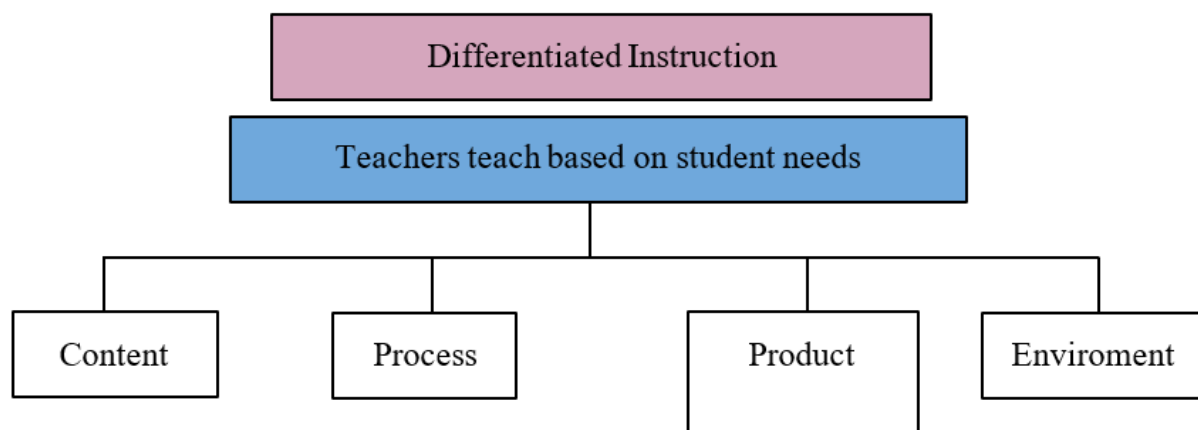 Differentiated Instruction
Teachers teach based on student needs
Content
Process
Product
Enviroment